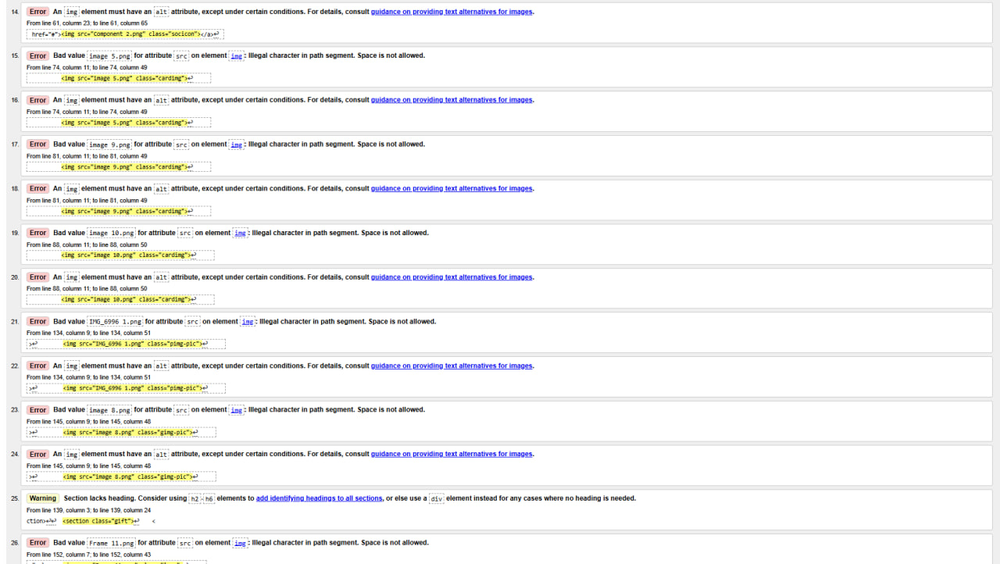 14. Error An img element must have an alt attribute, except under certain conditions. For details, consult guidance on providing text alternatives for images.
From line 61, column 23; to line 61, column 65
href="#"><img src="Component 2.png" class="socicon"></a>↩
15. Error Bad value image 5.png for attribute src on element img: Illegal character in path segment. Space is not allowed.
From line 74, column 11; to line 74, column 49
<img src="image 5.png" class="cardimg">↩
16. Error An img element must have an alt attribute, except under certain conditions. For details, consult guidance on providing text alternatives for images.
From line 74, column 11; to line 74, column 49
<img src="image 5.png" class="cardimg">↩
17. Error Bad value image 9.png for attribute src on element img: Illegal character in path segment. Space is not allowed.
From line 81, column 11; to line 81, column 49
<img src="image 9.png" class="cardimg">↩
18. Error An img element must have an alt attribute, except under certain conditions. For details, consult guidance on providing text alternatives for images.
From line 81, column 11; to line 81, column 49
<img src="image 9.png" class="cardimg">↩
19. Error Bad value image 10.png for attribute src on element img: Illegal character in path segment. Space is not allowed.
From line 88, column 11; to line 88, column 50
<img src="image 10.png" class="cardimg">↩
20. Error An img element must have an alt attribute, except under certain conditions. For details, consult guidance on providing text alternatives for images.
From line 88, column 11; to line 88, column 50
<img src="image 10.png" class="cardimg">↩
21. Error Bad value IMG_6996 1.png for attribute src on element img: Illegal character in path segment. Space is not allowed.
From line 134, column 9; to line 134, column 51
>↩ <img src="IMG_6996 1.png" class="pimg-pic">↩
22. Error An img element must have an alt attribute, except under certain conditions. For details, consult guidance on providing text alternatives for images.
From line 134, column 9; to line 134, column 51
>↩ <img src="IMG_6996 1.png" class="pimg-pic">↩
23. Error Bad value image 8.png for attribute src on element img: Illegal character in path segment. Space is not allowed.
From line 145, column 9; to line 145, column 48
>↩ <img src="image 8.png" class="gimg-pic">↩
24. Error An img element must have an alt attribute, except under certain conditions. For details, consult guidance on providing text alternatives for images.
From line 145, column 9; to line 145, column 48
>↩ <img src="image 8.png" class="gimg-pic">↩
25. Warning Section lacks heading. Consider using h2-h6 elements to add identifying headings to all sections, or else use a div element instead for any cases where no heading is needed.
From line 139, column 3; to line 139, column 24
ction>↩↩ <section class="gift">↩ <
26. Error Bad value Frame 11.png for attribute src on element img: Illegal character in path segment. Space is not allowed.
From line 152, column 7; to line 152, column 43